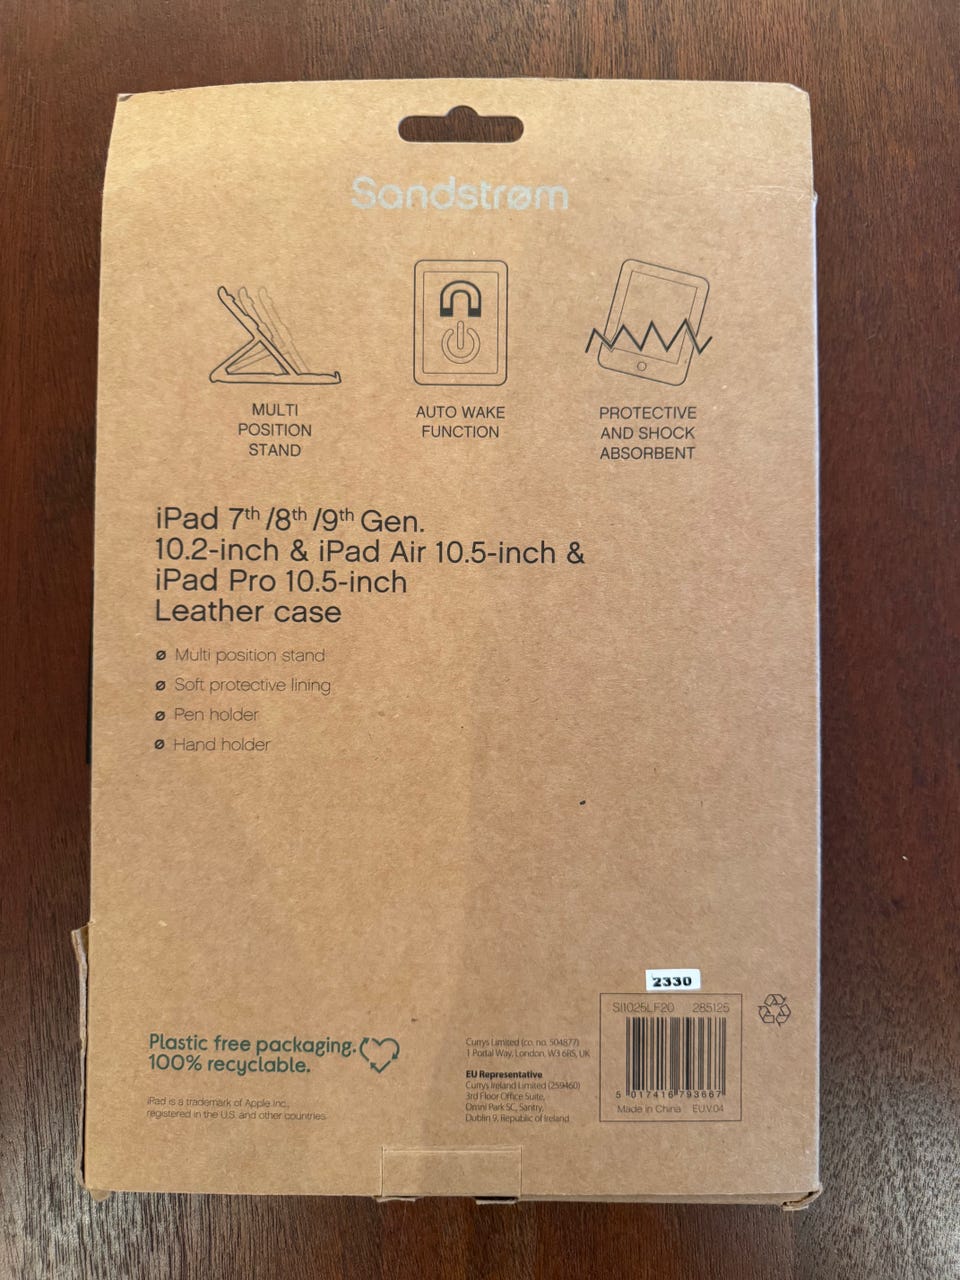 Sandstrøm
MULTI
POSITION
STAND
AUTO WAKE
FUNCTION
PROTECTIVE
AND SHOCK
ABSORBENT
iPad 7th /8th /9th Gen.
10.2-inch & iPad Air 10.5-inch &
iPad Pro 10.5-inch
Leather case
ø Multi position stand
ø Soft protective lining
ø Pen holder
ø Hand holder
Plastic free packaging.
100% recyclable.
iPad is a trademark of Apple Inc.,
registered in the U.S. and other countries.
Currys Limited (co. no. 504877)
1 Portal Way, London, W3 6RS, UK
EU Representative
Currys Ireland Limited (259460)
3rd Floor Office Suite,
Omni Park SC, Santry,
Dublin 9, Republic of Ireland
2330
SI1025LF20 285125
5 017416 793667
Made in China EU.V.04